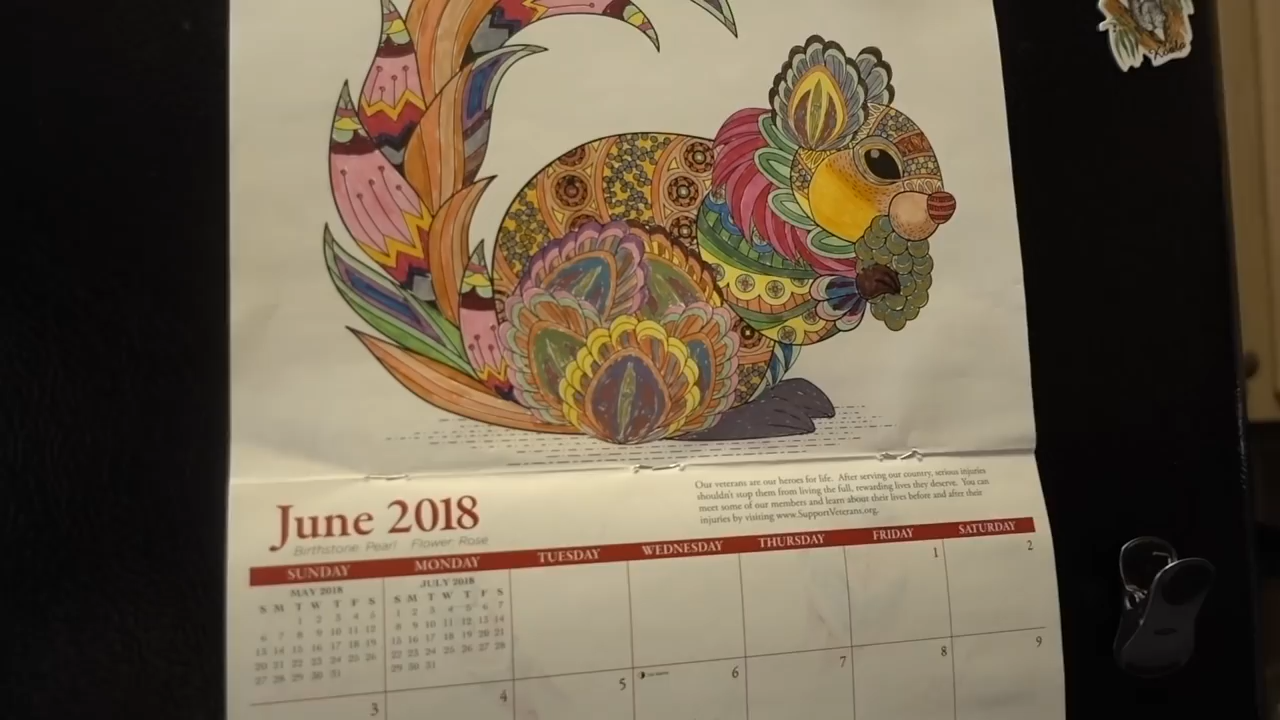 Koala
Our veterans are our heroes for life. After serving our country, serious injuries
shouldn't stop them from living the full, rewarding lives they deserve. You can
meet some of our members and learn about their lives before and after their
injuries by visiting www.SupportVeterans.org.
June 2018
Birthstone: Pearl Flower: Rose
SUNDAY MONDAY TUESDAY WEDNESDAY THURSDAY FRIDAY SATURDAY
1 2
MAY 2018
S M T W T F S
1 2 3 4 5
6 7 8 9 10 11 12
13 14 15 16 17 18 19
20 21 22 23 24 25 26
27 28 29 30 31
JULY 2018
S M T W T F S
1 2 3 4 5 6 7
8 9 10 11 12 13 14
15 16 17 18 19 20 21
22 23 24 25 26 27 28
29 30 31
3 4 5 6 7 8 9